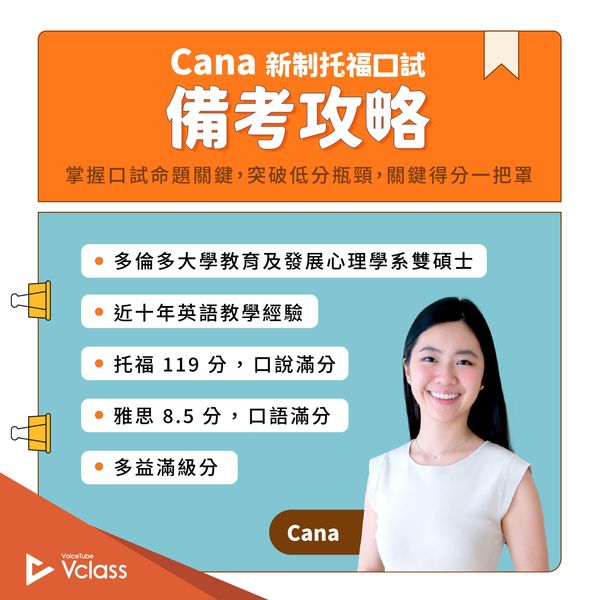 Cana 新制托福口試
備考攻略
掌握口試命題關鍵,突破低分瓶頸,關鍵得分一把罩
多倫多大學教育及發展心理學系雙碩士
近十年英語教學經驗
托福 119 分,口說滿分
雅思 8.5 分,口語滿分
多益滿級分
Cana
VoiceTube
Vclass